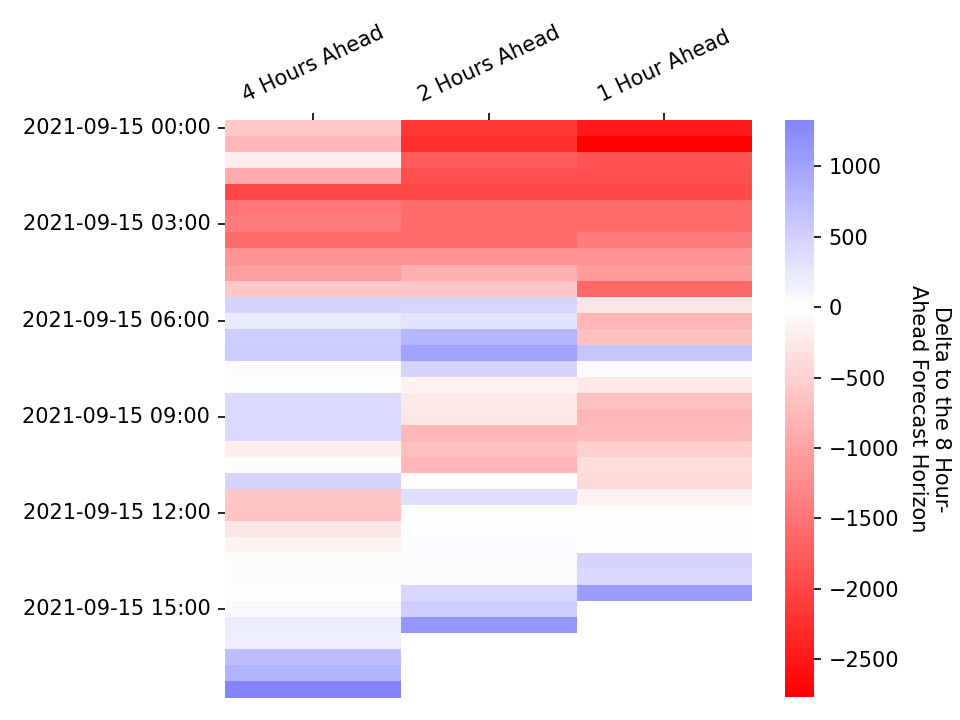 4 Hours Ahead
2 Hours Ahead
1 Hour Ahead
2021-09-15 00:00
2021-09-15 03:00
2021-09-15 06:00
2021-09-15 09:00
2021-09-15 12:00
2021-09-15 15:00
1000
500
0
−500
−1000
−1500
−2000
−2500
Delta to the 8 Hour-
Ahead Forecast Horizon